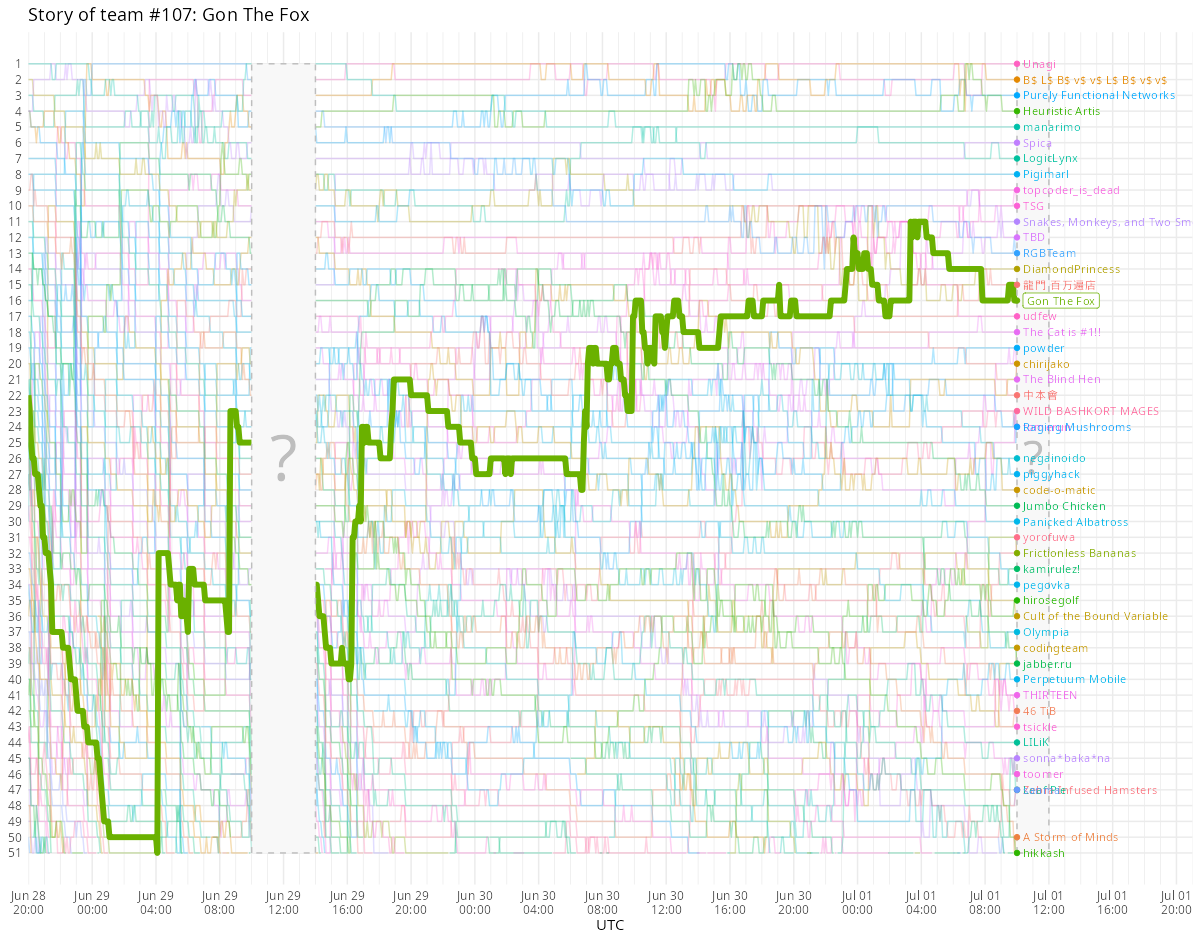 Story of team #107: Gon The Fox
1
2
3
4
5
6
7
8
9
10
11
12
13
14
15
16
17
18
19
20
21
22
23
24
25
26
27
28
29
30
31
32
33
34
35
36
37
38
39
40
41
42
43
44
45
46
47
48
49
50
51
?
?
Unagi
B$ L$ B$ v$ v$ L$ B$ v$ v$
Purely Functional Networks
Heuristic Artis
manarimo
Spica
LogicLynx
Pigimarl
topcoder_is_dead
TSG
Snakes, Monkeys, and Two Sm
TBD
RGBTeam
DiamondPrincess
龍門 百万遍店
Gon The Fox
udfew
The Cat is #1!!
powder
chirijako
The Blind Hen
中本會
WILD BASHKORT MAGES
Raging Mushrooms
negainoido
piggyhack
code-o-matic
Jumbo Chicken
Panicked Albatross
yorofuwa
Frictionless Bananas
kamirulez!
pegovka
hirosegolf
Cult of the Bound Variable
Olympia
codingteam
jabber.ru
Perpetuum Mobile
THIRTEEN
46 TiB
tsickle
LILiK
sonna*baka*na
toomer
Hamsters
A Storm of Minds
hikkash
Jun 28 20:00
Jun 29 00:00
Jun 29 04:00
Jun 29 08:00
Jun 29 12:00
Jun 29 16:00
Jun 29 20:00
Jun 30 00:00
Jun 30 04:00
Jun 30 08:00
Jun 30 12:00
Jun 30 16:00
Jun 30 20:00
Jul 01 00:00
Jul 01 04:00
Jul 01 08:00
Jul 01 12:00
Jul 01 16:00
Jul 01 20:00
UTC